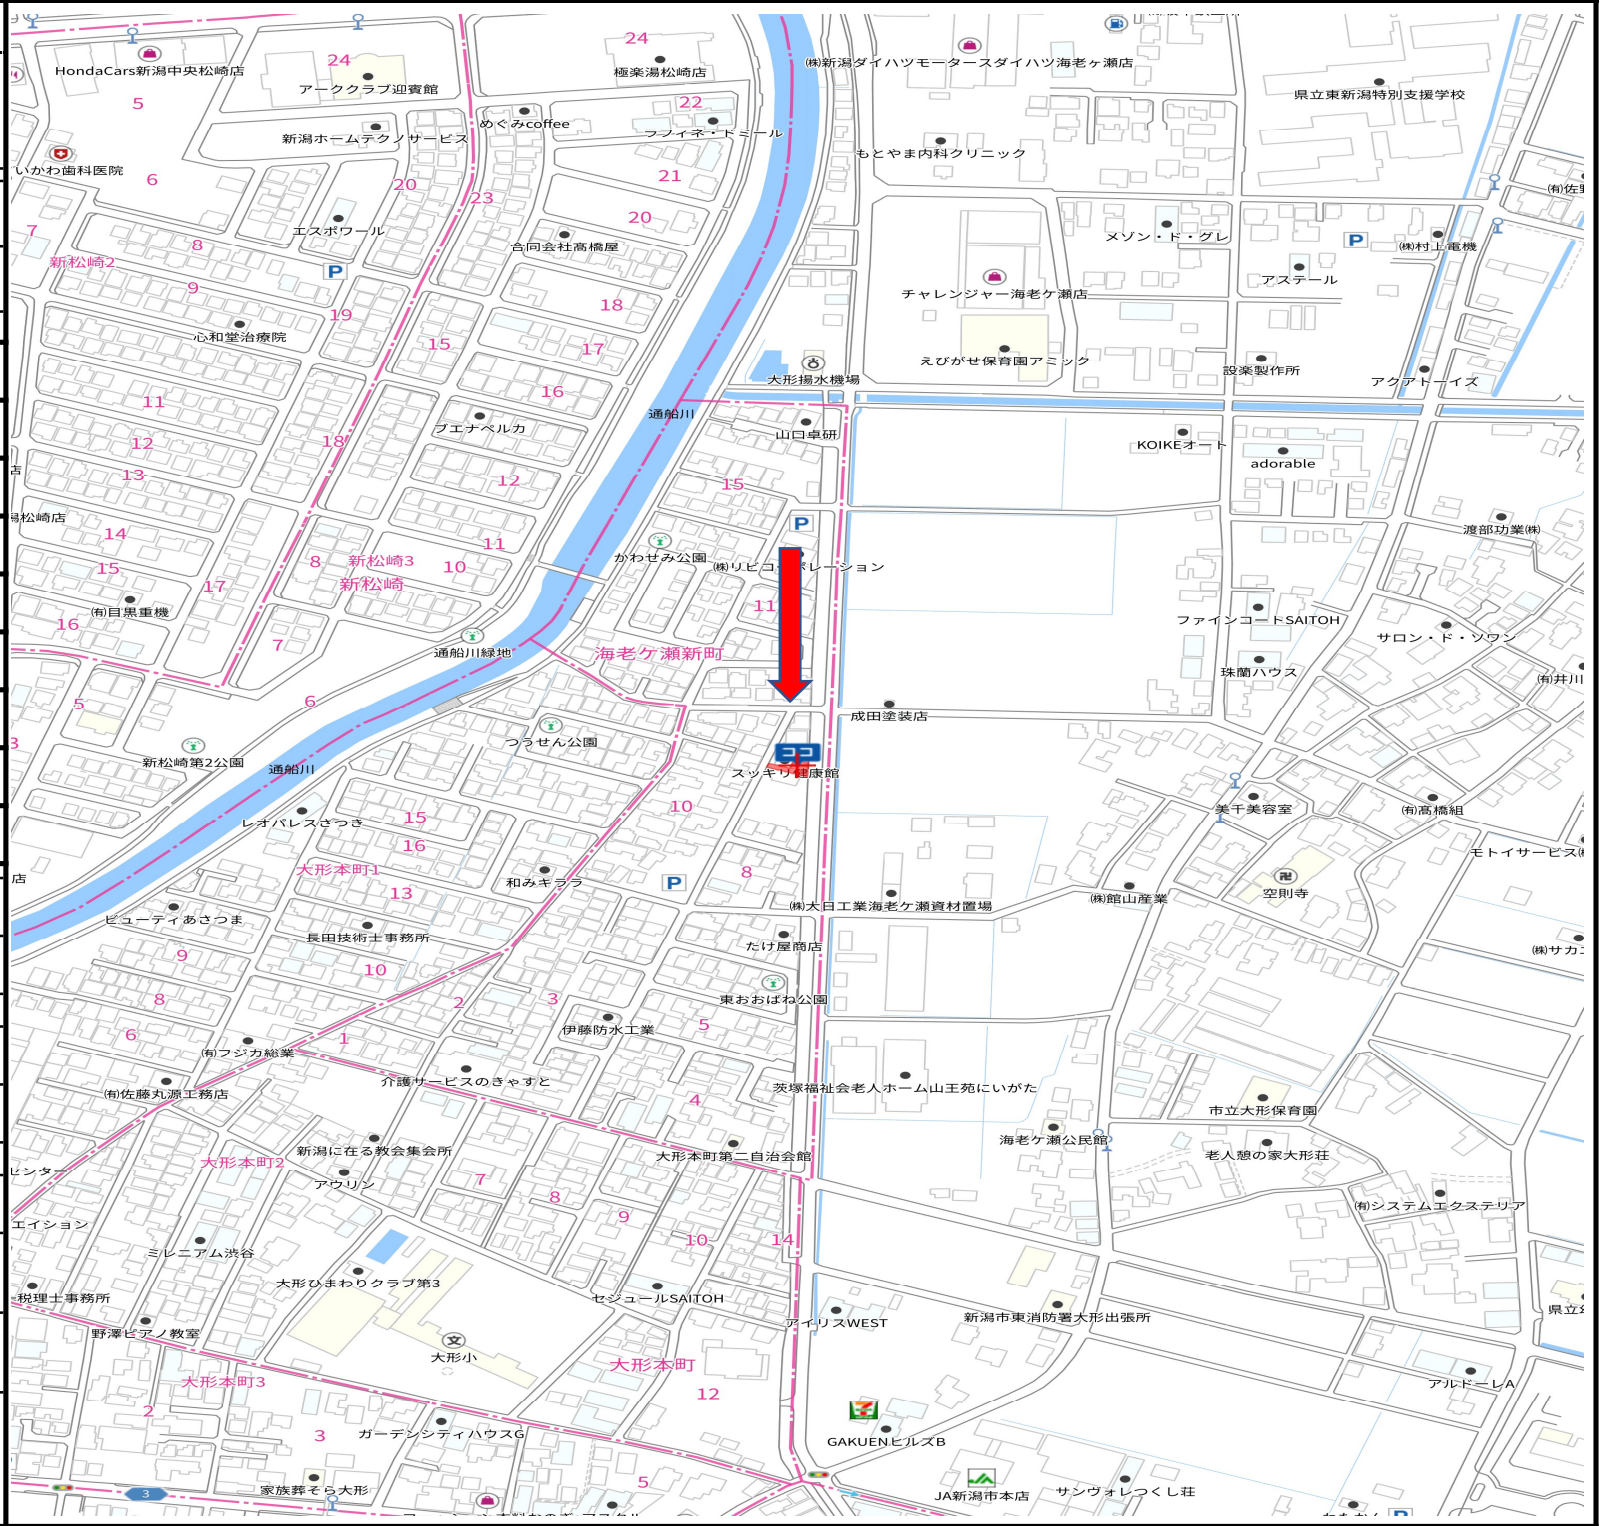 HondaCars新潟中央松崎店
24
アーククラブ迎賓館
24
極楽湯松崎店
㈱新潟ダイハツモータースダイハツ海老ヶ瀬店
県立東新潟特別支援学校
5
22
新潟ホームテクノサービス
めぐみcoffee
ラフィネ・ドミール
もとやま内科クリニック
いかわ歯科医院
6
20
23
21
20
7
エスポワール
8
合同会社髙橋屋
メゾン・ド・グレ
P
㈱村上電機
新松崎2
P
アステール
9
19
18
チャレンジャー海老ケ瀬店
心和堂治療院
15
17
えびがせ保育園アミック
設楽製作所
アクアトーイズ
大形揚水機場
16
11
通船川
ブエナペルカ
山口卓研
KOIKEオート
12
18
adorable
13
12
15
店
潟松崎店
14
P
渡部功業㈱
11
かわせみ公園
8
新松崎3
10
新松崎
15
17
11
㈲目黒重機
16
7
ファインコートSAITOH
サロン・ド・ソワン
通船川緑地
海老ケ瀬新町
珠蘭ハウス
㈲井川
5
6
成田塗装店
つうせん公園
3
新松崎第2公園
通船川
スッキリ健康館
10
美千美容室
㈲髙橋組
レオパレスさつき
15
16
モトイサービス
大形本町1
13
和みキララ
P
8
店
㈱大日工業海老ケ瀬資材置場
㈱館山産業
空則寺
ビューティあさつま
長田技術士事務所
たけ屋商店
9
10
8
2
3
東おおばね公園
5
6
1
伊藤防水工業
㈲フジカ総業
介護サービスのきゃすと
茨塚福祉会老人ホーム山王苑にいがた
㈲佐藤丸源工務店
4
市立大形保育園
海老ケ瀬公民館
新潟に在る教会集会所
大形本町第二自治会館
老人憩の家大形荘
大形本町2
センター
アウリン
7
8
9
㈲システムエクステリア
エイション
ミレニアム渋谷
10
14
大形ひまわりクラブ第3
税理士事務所
セジュールSAITOH
アイリスWEST
新潟市東消防署大形出張所
野澤ピアノ教室
文
大形小
大形本町
大形本町3
12
アルドーレA
2
3
ガーデンシティハウスG
GAKUENヒルズB
5
3
家族葬そら大形
JA新潟市本店
サンヴォレつくし荘
P